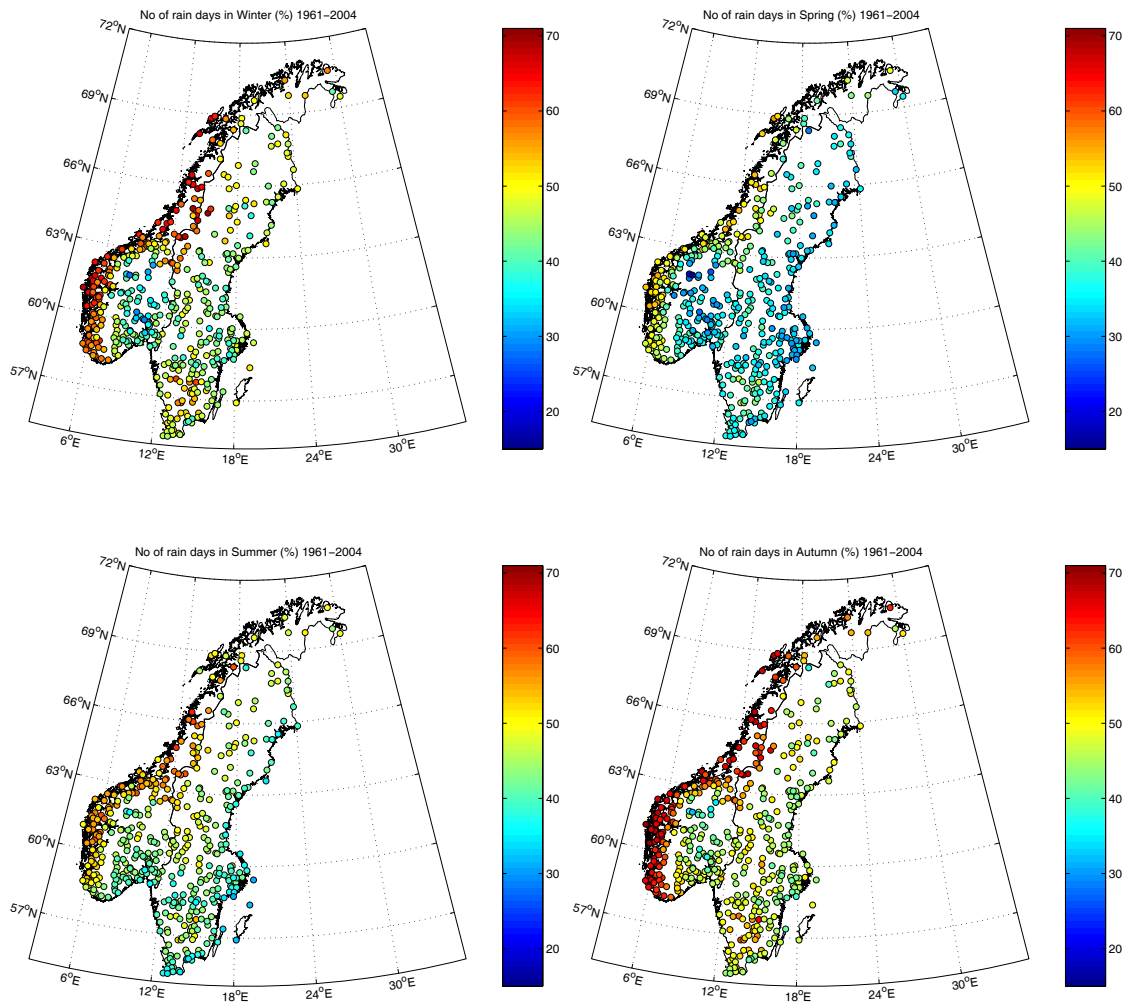 No of rain days in Winter (%) 1961−2004
72°N
69°N
66°N
63°N
60°N
57°N
6°E
12°E
18°E
24°E
30°E
70
60
50
40
30
20
No of rain days in Spring (%) 1961−2004
72°N
69°N
66°N
63°N
60°N
57°N
6°E
12°E
18°E
24°E
30°E
70
60
50
40
30
20
No of rain days in Summer (%) 1961−2004
72°N
69°N
66°N
63°N
60°N
57°N
6°E
12°E
18°E
24°E
30°E
70
60
50
40
30
20
No of rain days in Autumn (%) 1961−2004
72°N
69°N
66°N
63°N
60°N
57°N
6°E
12°E
18°E
24°E
30°E
70
60
50
40
30
20